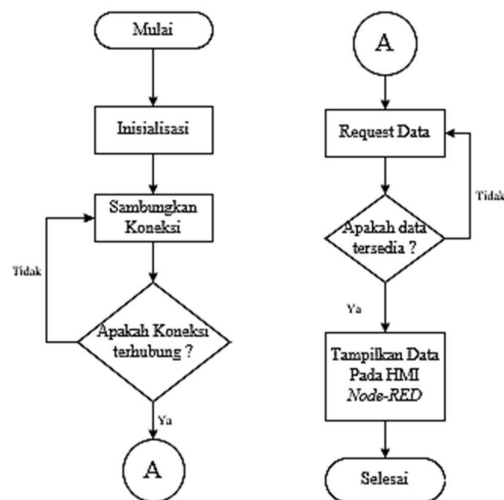 Mulai
Inisialisasi
Sambungkan
Koneksi
Tidak
Apakah Koneksi
terhubung ?
Ya
A
A
Request Data
Tidak
Apakah data
tersedia ?
Ya
Tampilkan Data
Pada HMI
Node-RED
Selesai